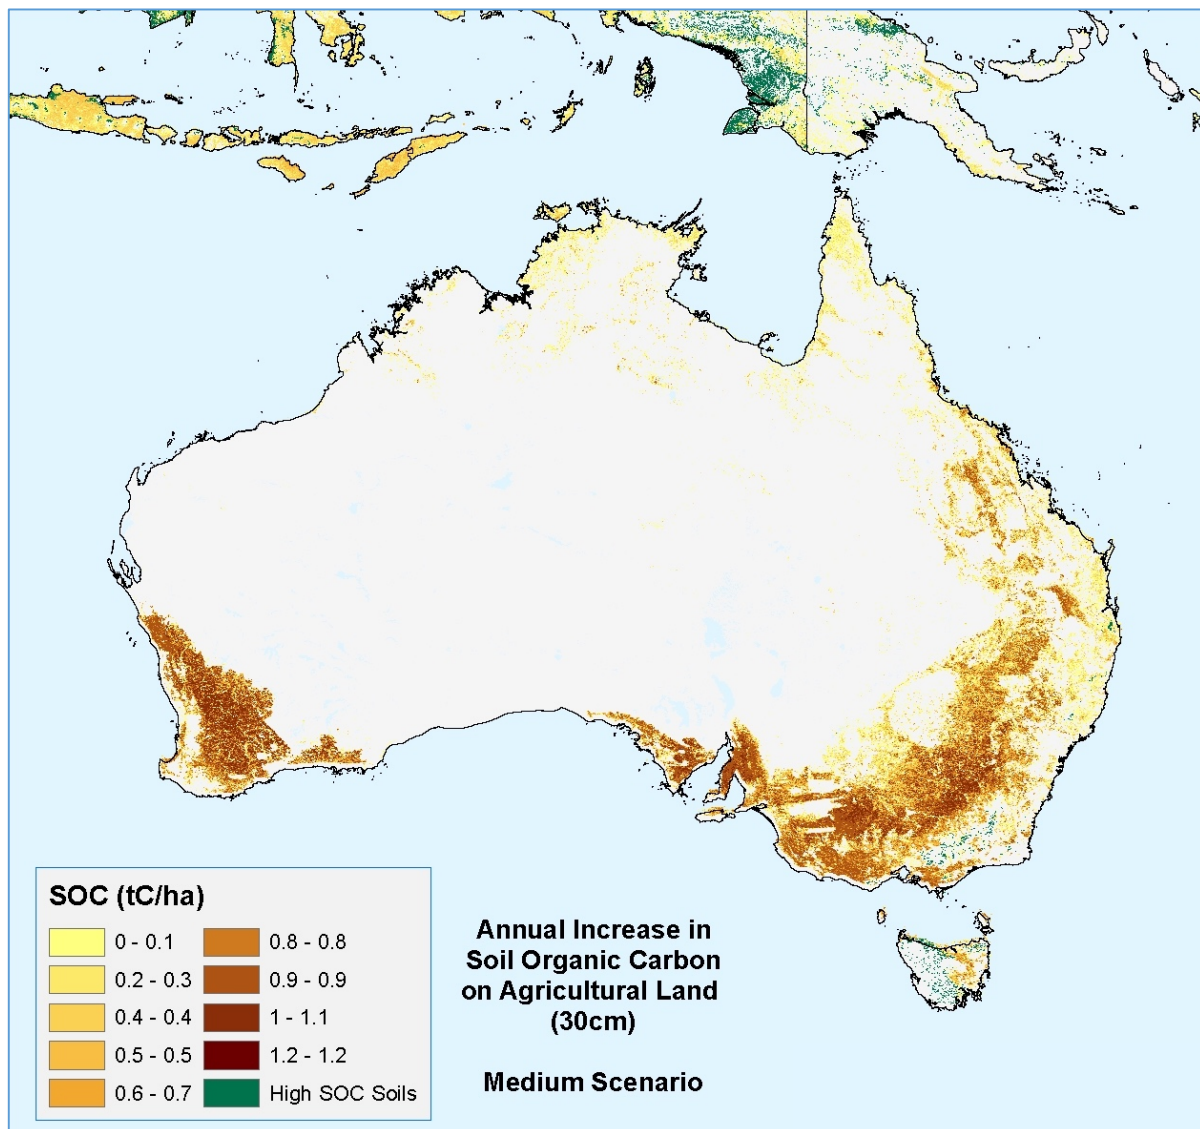 SOC (tC/ha)
0 - 0.1
0.2 - 0.3
0.4 - 0.4
0.5 - 0.5
0.6 - 0.7
0.8 - 0.8
0.9 - 0.9
1 - 1.1
1.2 - 1.2
High SOC Soils
Annual Increase in
Soil Organic Carbon
on Agricultural Land
(30cm)
Medium Scenario